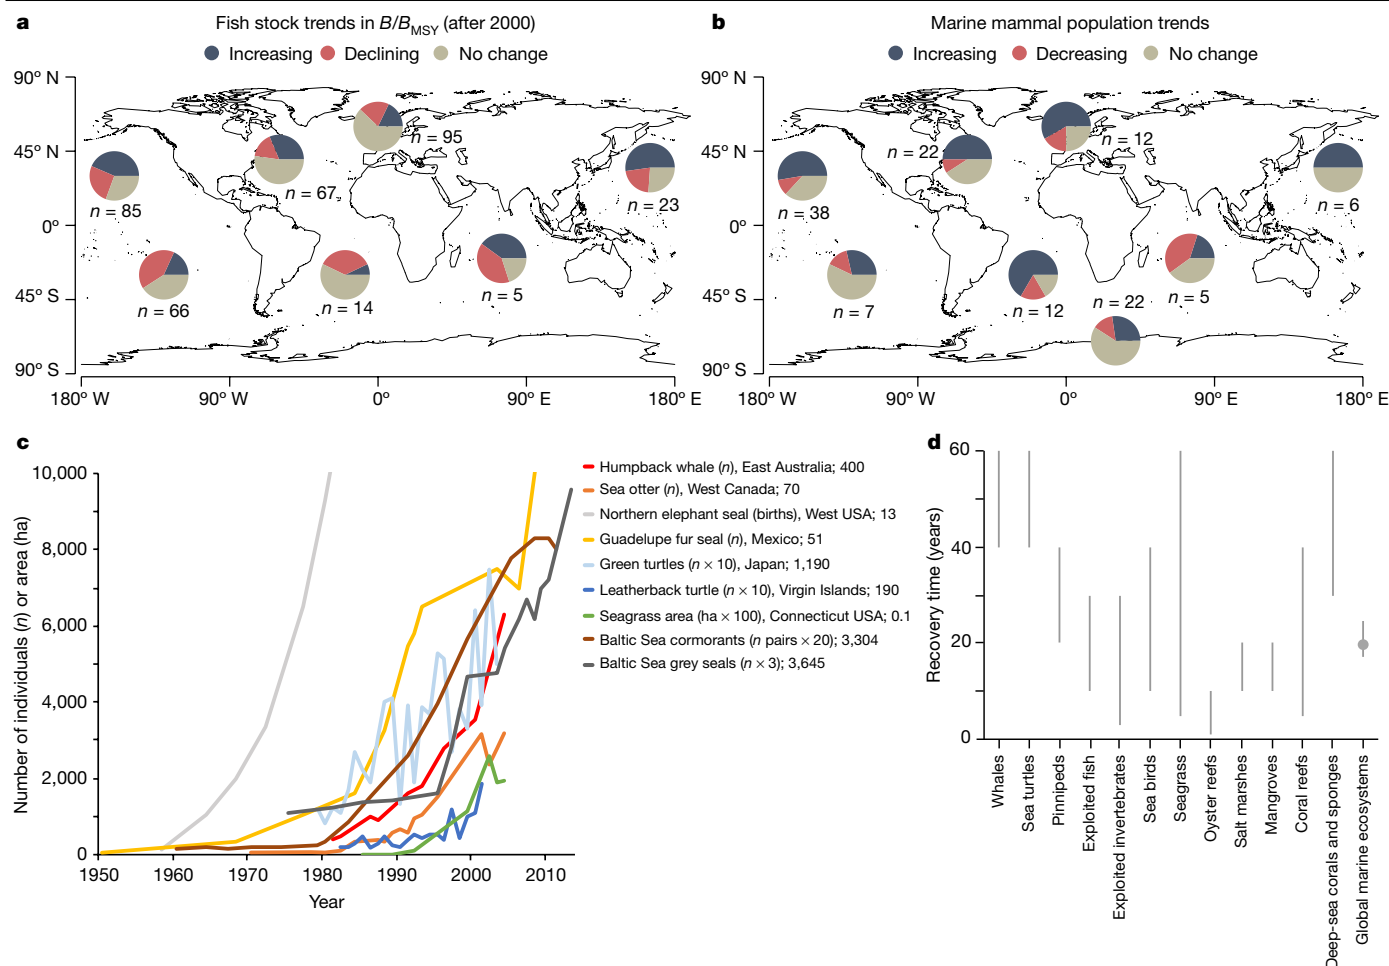 a
Fish stock trends in B/BMSY (after 2000)
Increasing Declining No change
90° N
45° N
0°
45° S
90° S
180° W 90° W 0° 90° E 180° E
n = 85
n = 67
n = 95
n = 23
n = 66
n = 14
n = 5
b
Marine mammal population trends
Increasing Decreasing No change
90° N
45° N
0°
45° S
90° S
180° W 90° W 0° 90° E 180° E
n = 38
n = 22
n = 12
n = 6
n = 7
n = 12
n = 22
n = 5
c
Number of individuals (n) or area (ha)
10,000
8,000
6,000
4,000
2,000
0
1950 1960 1970 1980 1990 2000 2010
Year
Humpback whale (n), East Australia; 400
Sea otter (n), West Canada; 70
Northern elephant seal (births), West USA; 13
Guadelupe fur seal (n), Mexico; 51
Green turtles (n × 10), Japan; 1,190
Leatherback turtle (n × 10), Virgin Islands; 190
Seagrass area (ha × 100), Connecticut USA; 0.1
Baltic Sea cormorants (n pairs × 20); 3,304
Baltic Sea grey seals (n × 3); 3,645
d
Recovery time (years)
60
40
20
0
Whales
Sea turtles
Pinnipeds
Exploited fish
Exploited invertebrates
Sea birds
Seagrass
Oyster reefs
Salt marshes
Mangroves
Coral reefs
Deep-sea corals and sponges
Global marine ecosystems